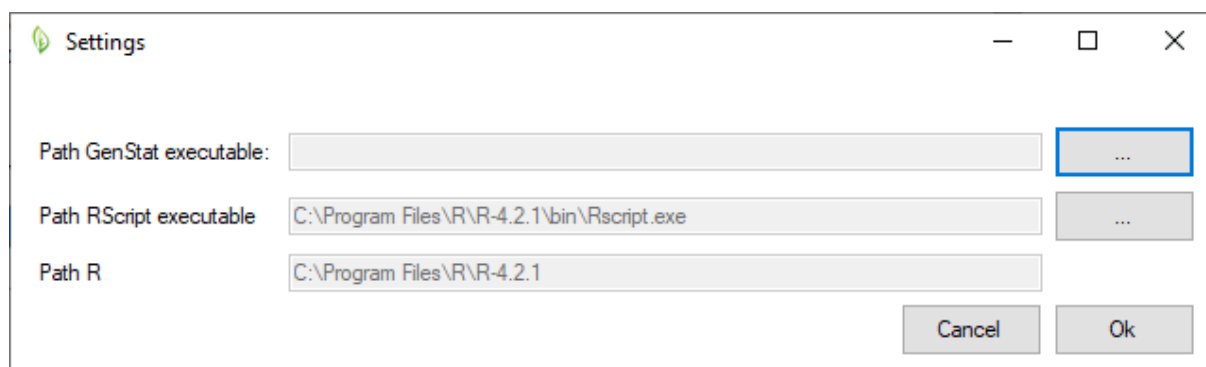 Settings
Path GenStat executable: ...
Path RScript executable C:\Program Files\R\R-4.2.1\bin\Rscript.exe ...
Path R C:\Program Files\R\R-4.2.1
Cancel Ok